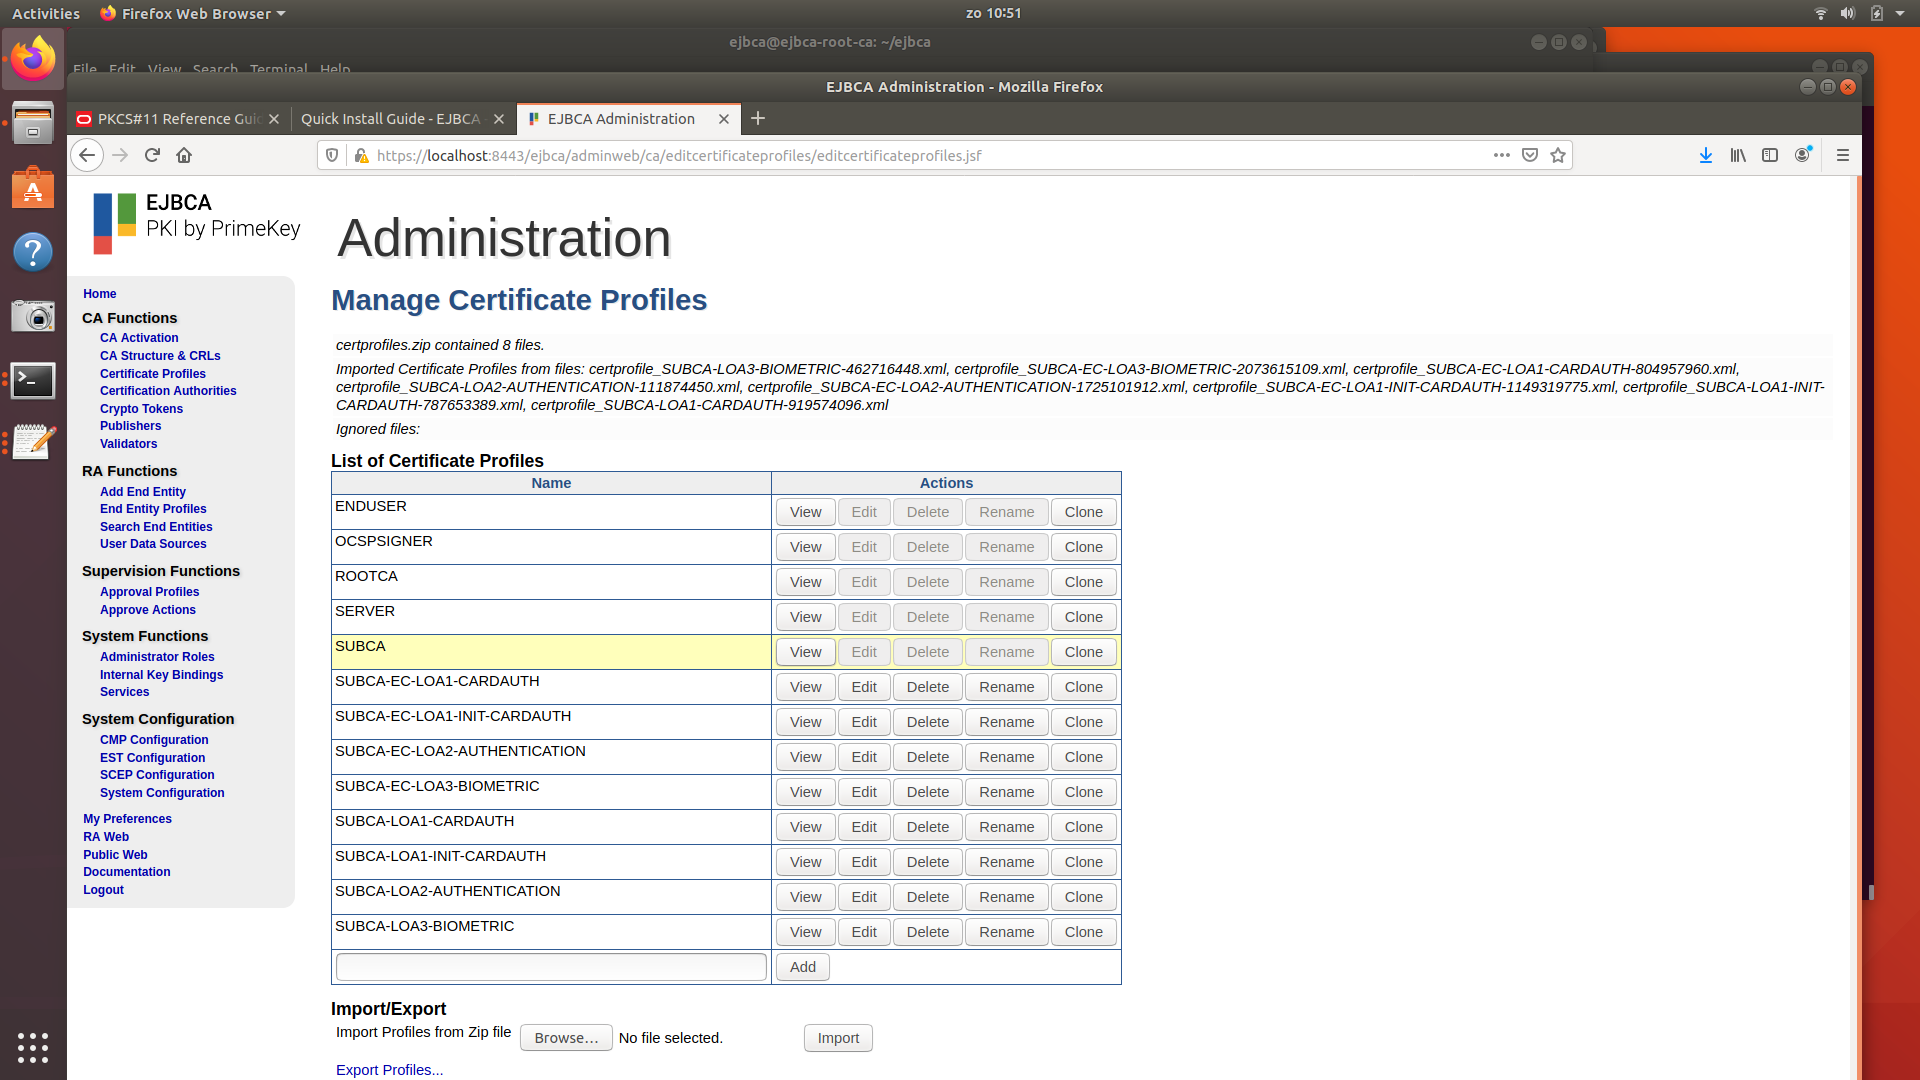 Activities
Firefox Web Browser
zo 10:51
ejbca@ejbca-root-ca: ~/ejbca
File Edit View Search Terminal Help
EJBCA Administration - Mozilla Firefox
PKCS#11 Reference Guid
Quick Install Guide - EJBCA -
EJBCA Administration
https://localhost:8443/ejbca/adminweb/ca/editcertificateprofiles/editcertificateprofiles.jsf
EJBCA
PKI by PrimeKey
Administration
Home
CA Functions
CA Activation
CA Structure & CRLs
Certificate Profiles
Certification Authorities
Crypto Tokens
Publishers
Validators
RA Functions
Add End Entity
End Entity Profiles
Search End Entities
User Data Sources
Supervision Functions
Approval Profiles
Approve Actions
System Functions
Administrator Roles
Internal Key Bindings
Services
System Configuration
CMP Configuration
EST Configuration
SCEP Configuration
System Configuration
My Preferences
RA Web
Public Web
Documentation
Logout
Manage Certificate Profiles
certprofiles.zip contained 8 files.
Imported Certificate Profiles from files: certprofile_SUBCA-LOA3-BIOMETRIC-462716448.xml, certprofile_SUBCA-EC-LOA3-BIOMETRIC-2073615109.xml, certprofile_SUBCA-EC-LOA1-CARDAUTH-804957960.xml,
certprofile_SUBCA-LOA2-AUTHENTICATION-111874450.xml, certprofile_SUBCA-EC-LOA2-AUTHENTICATION-1725101912.xml, certprofile_SUBCA-EC-LOA1-INIT-CARDAUTH-1149319775.xml, certprofile_SUBCA-LOA1-INIT-
CARDAUTH-787653389.xml, certprofile_SUBCA-LOA1-CARDAUTH-919574096.xml
Ignored files:
List of Certificate Profiles
Name Actions
ENDUSER View Edit Delete Rename Clone
OCSPSIGNER View Edit Delete Rename Clone
ROOTCA View Edit Delete Rename Clone
SERVER View Edit Delete Rename Clone
SUBCA View Edit Delete Rename Clone
SUBCA-EC-LOA1-CARDAUTH View Edit Delete Rename Clone
SUBCA-EC-LOA1-INIT-CARDAUTH View Edit Delete Rename Clone
SUBCA-EC-LOA2-AUTHENTICATION View Edit Delete Rename Clone
SUBCA-EC-LOA3-BIOMETRIC View Edit Delete Rename Clone
SUBCA-LOA1-CARDAUTH View Edit Delete Rename Clone
SUBCA-LOA1-INIT-CARDAUTH View Edit Delete Rename Clone
SUBCA-LOA2-AUTHENTICATION View Edit Delete Rename Clone
SUBCA-LOA3-BIOMETRIC View Edit Delete Rename Clone
Add
Import/Export
Import Profiles from Zip file Browse... No file selected. Import
Export Profiles...